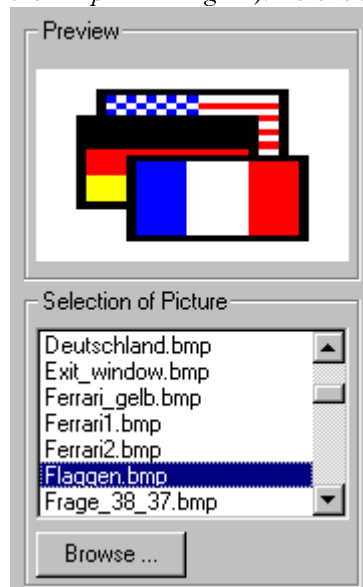 Preview
Selection of Picture
Deutschland.bmp
Exit_window.bmp
Ferrari_gelb.bmp
Ferrari1.bmp
Ferrari2.bmp
Flaggen.bmp
Frage_38_37.bmp
Browse ...